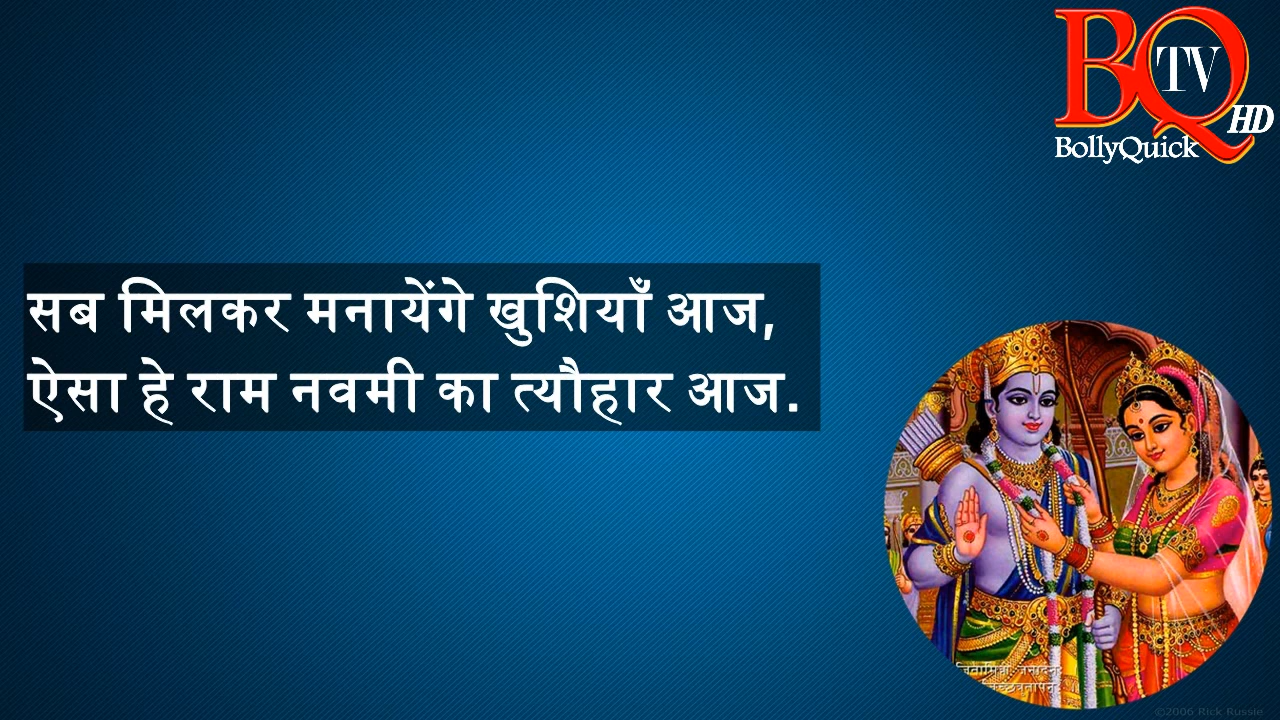 BQ TV HD
BollyQuick
सब मिलकर मनायेंगे खुशियाँ आज,
ऐसा हे राम नवमी का त्यौहार आज.
©2006 Rick Russie